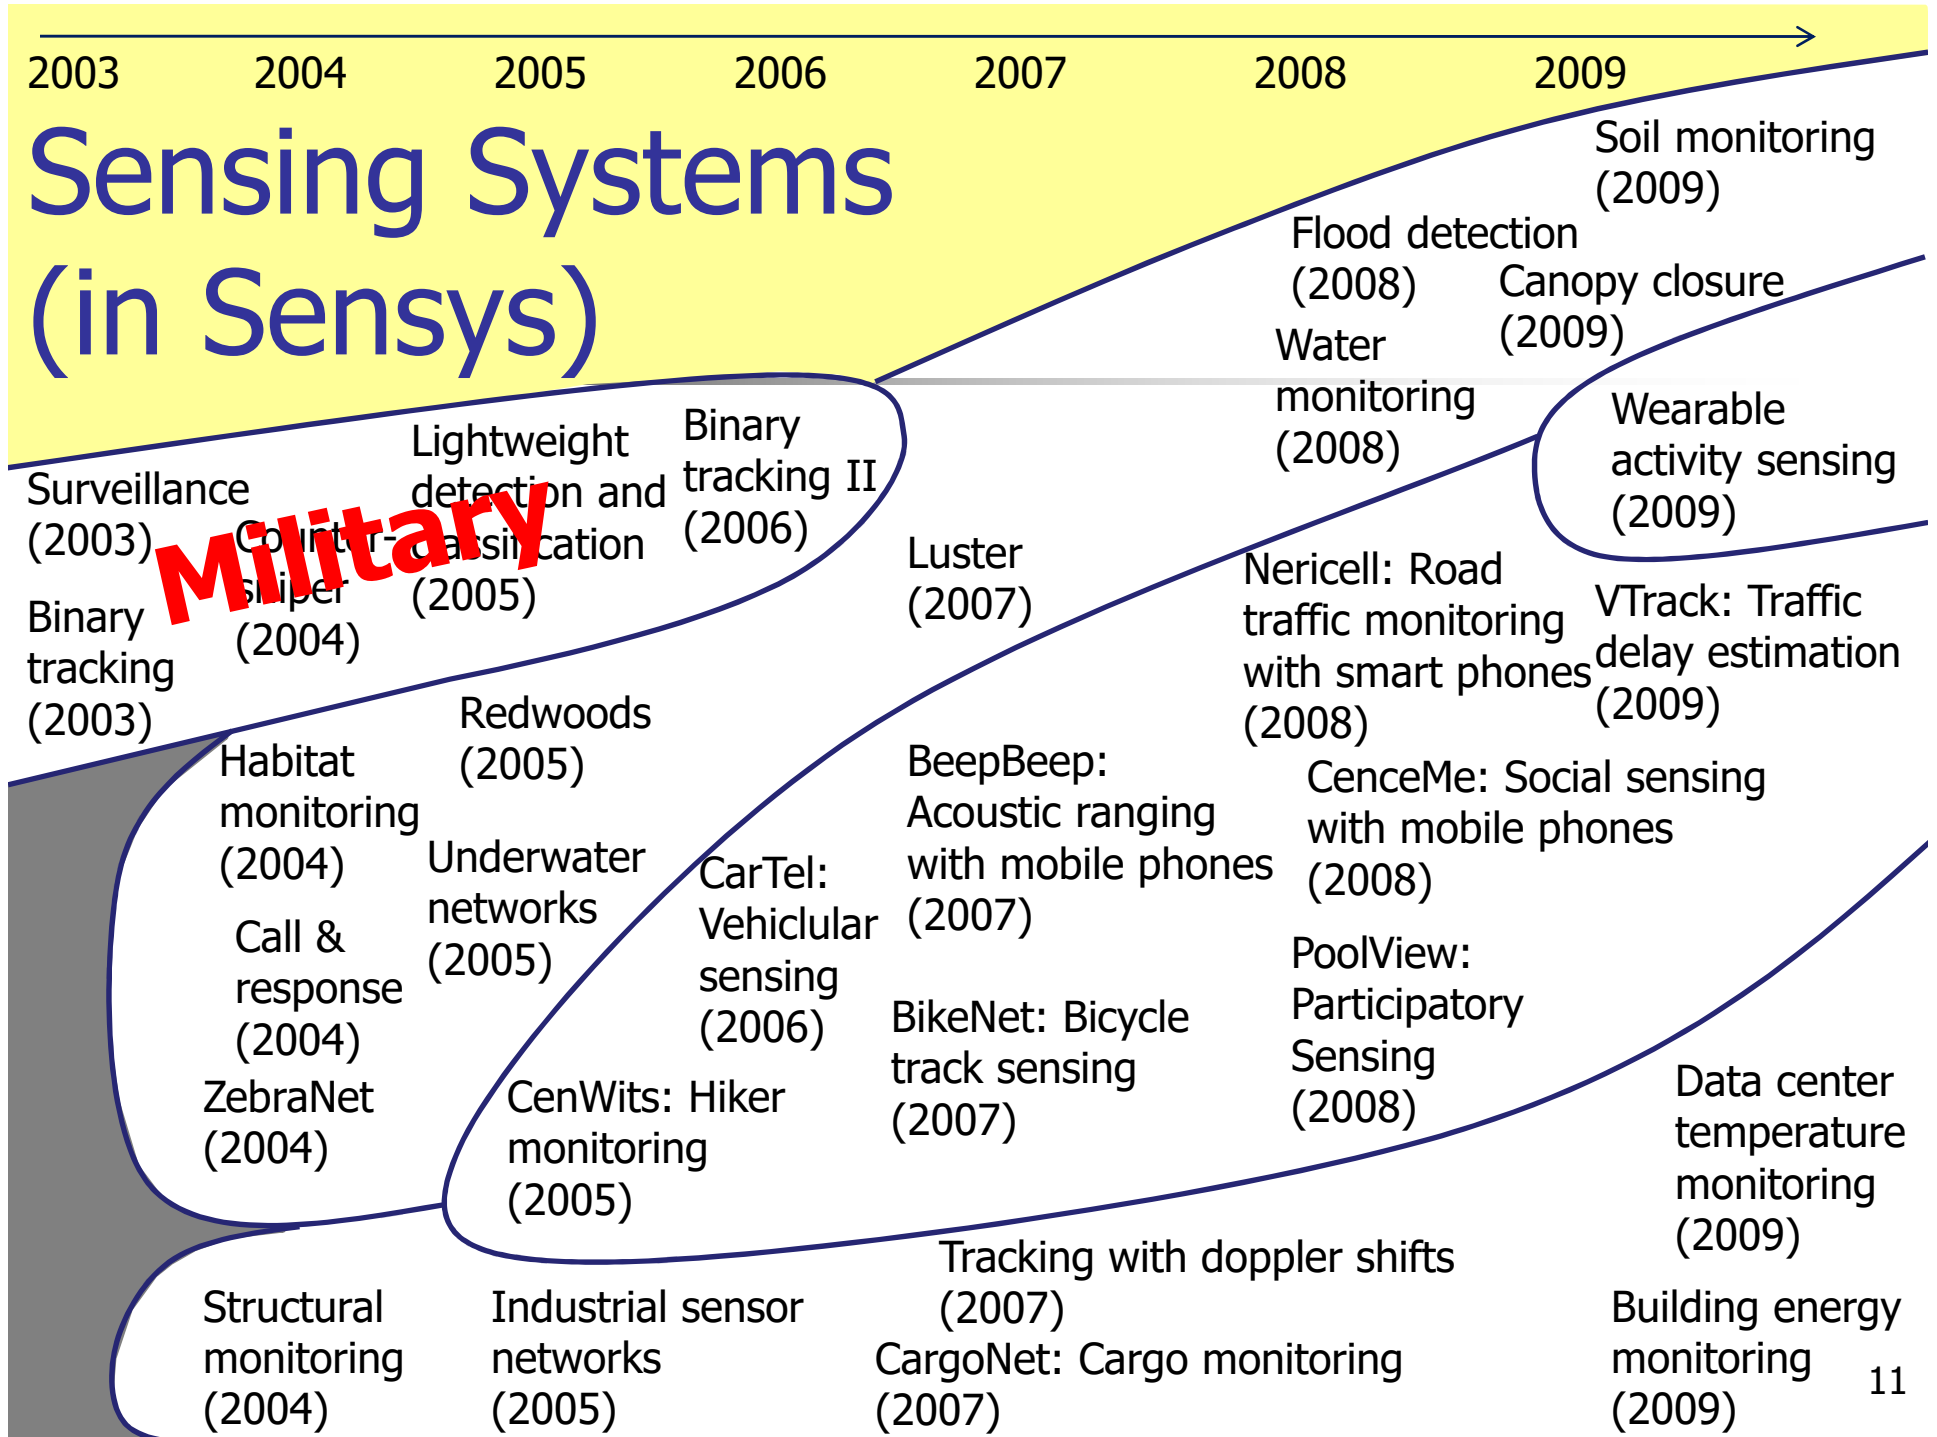 2003 2004 2005 2006 2007 2008 2009
Sensing Systems
(in Sensys)
Soil monitoring
(2009)
Flood detection
(2008)
Canopy closure
(2009)
Water
monitoring
(2008)
Wearable
activity sensing
(2009)
Surveillance
(2003)
Binary
tracking
(2003)
Counter-
sniper
(2004)
Lightweight
detection and
classification
(2005)
Binary
tracking II
(2006)
Military
Luster
(2007)
Nericell: Road
traffic monitoring
with smart phones
(2008)
VTrack: Traffic
delay estimation
(2009)
Redwoods
(2005)
Habitat
monitoring
(2004)
Underwater
networks
(2005)
Call &
response
(2004)
ZebraNet
(2004)
CarTel:
Vehiclular
sensing
(2006)
BeepBeep:
Acoustic ranging
with mobile phones
(2007)
CenceMe: Social sensing
with mobile phones
(2008)
PoolView:
Participatory
Sensing
(2008)
BikeNet: Bicycle
track sensing
(2007)
CenWits: Hiker
monitoring
(2005)
Data center
temperature
monitoring
(2009)
Tracking with doppler shifts
(2007)
Structural
monitoring
(2004)
Industrial sensor
networks
(2005)
CargoNet: Cargo monitoring
(2007)
Building energy
monitoring
(2009)
11